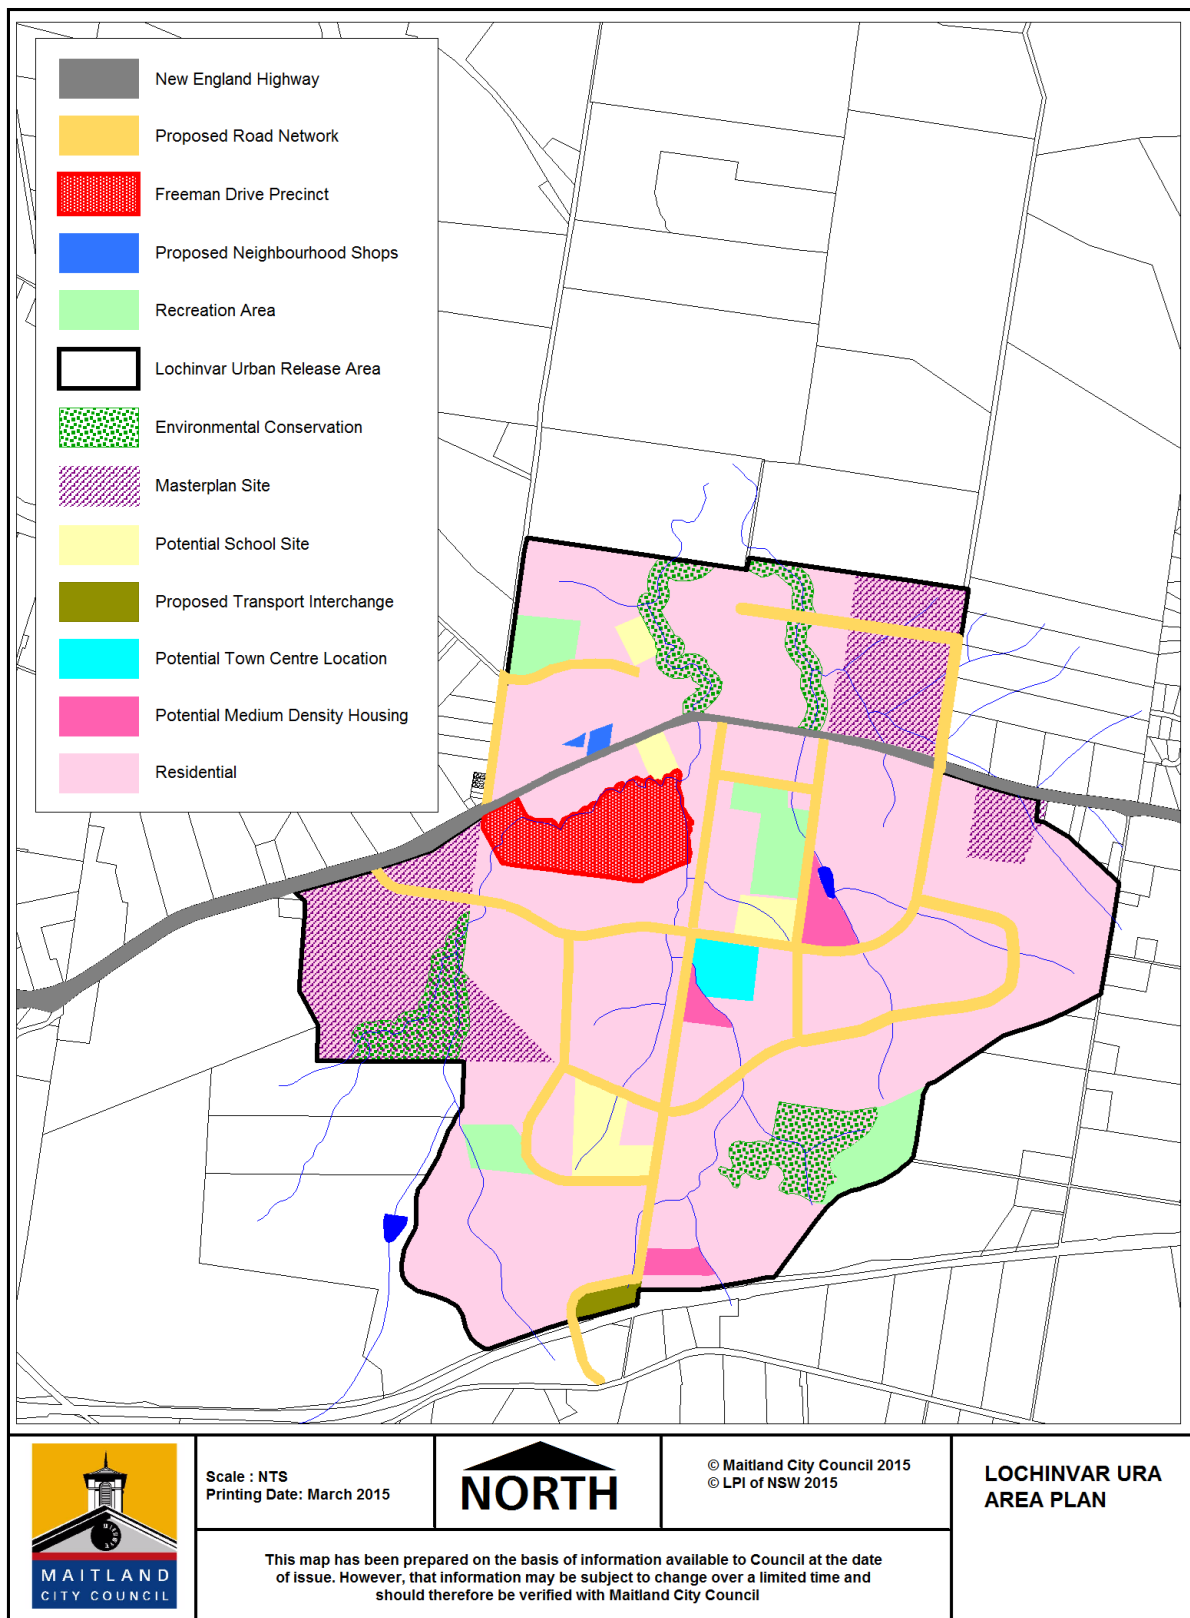 New England Highway
Proposed Road Network
Freeman Drive Precinct
Proposed Neighbourhood Shops
Recreation Area
Lochinvar Urban Release Area
Environmental Conservation
Masterplan Site
Potential School Site
Proposed Transport Interchange
Potential Town Centre Location
Potential Medium Density Housing
Residential
MAITLAND
CITY COUNCIL
Scale : NTS
Printing Date: March 2015
NORTH
© Maitland City Council 2015
© LPI of NSW 2015
LOCHINVAR URA
AREA PLAN
This map has been prepared on the basis of information available to Council at the date
of issue. However, that information may be subject to change over a limited time and
should therefore be verified with Maitland City Council